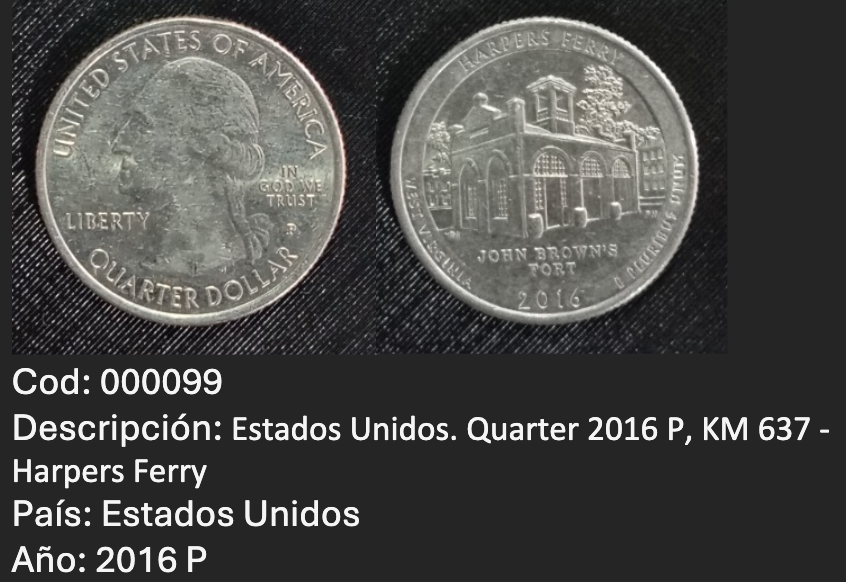 UNITED STATES OF AMERICA
IN
GOD WE
TRUST
LIBERTY
P
QUARTER DOLLAR
HARPERS FERRY
WEST VIRGINIA
JOHN BROWN'S
FORT
E PLURIBUS UNUM
2016
Cod: 000099
Descripción: Estados Unidos. Quarter 2016 P, KM 637 -
Harpers Ferry
País: Estados Unidos
Año: 2016 P